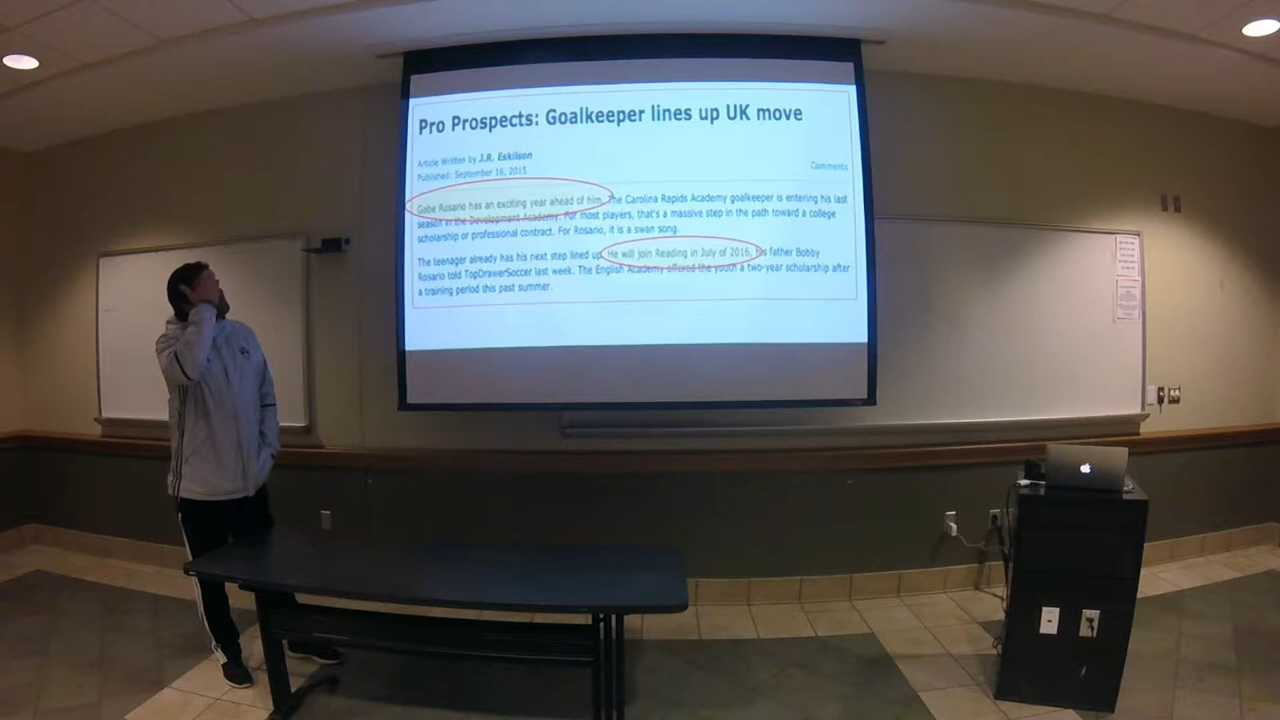 Pro Prospects: Goalkeeper lines up UK move
Article Written by J.R. Eskilson
Published: September 16, 2015
Comments
Gabe Rosario has an exciting year ahead of him. The Carolina Rapids Academy goalkeeper is entering his last
season in the Development Academy. For most players, that's a massive step in the path toward a college
scholarship or professional contract. For Rosario, it is a swan song.
The teenager already has his next step lined up. He will join Reading in July of 2016, his father Bobby
Rosario told TopDrawerSoccer last week. The English Academy offered the youth a two-year scholarship after
a training period this past summer.